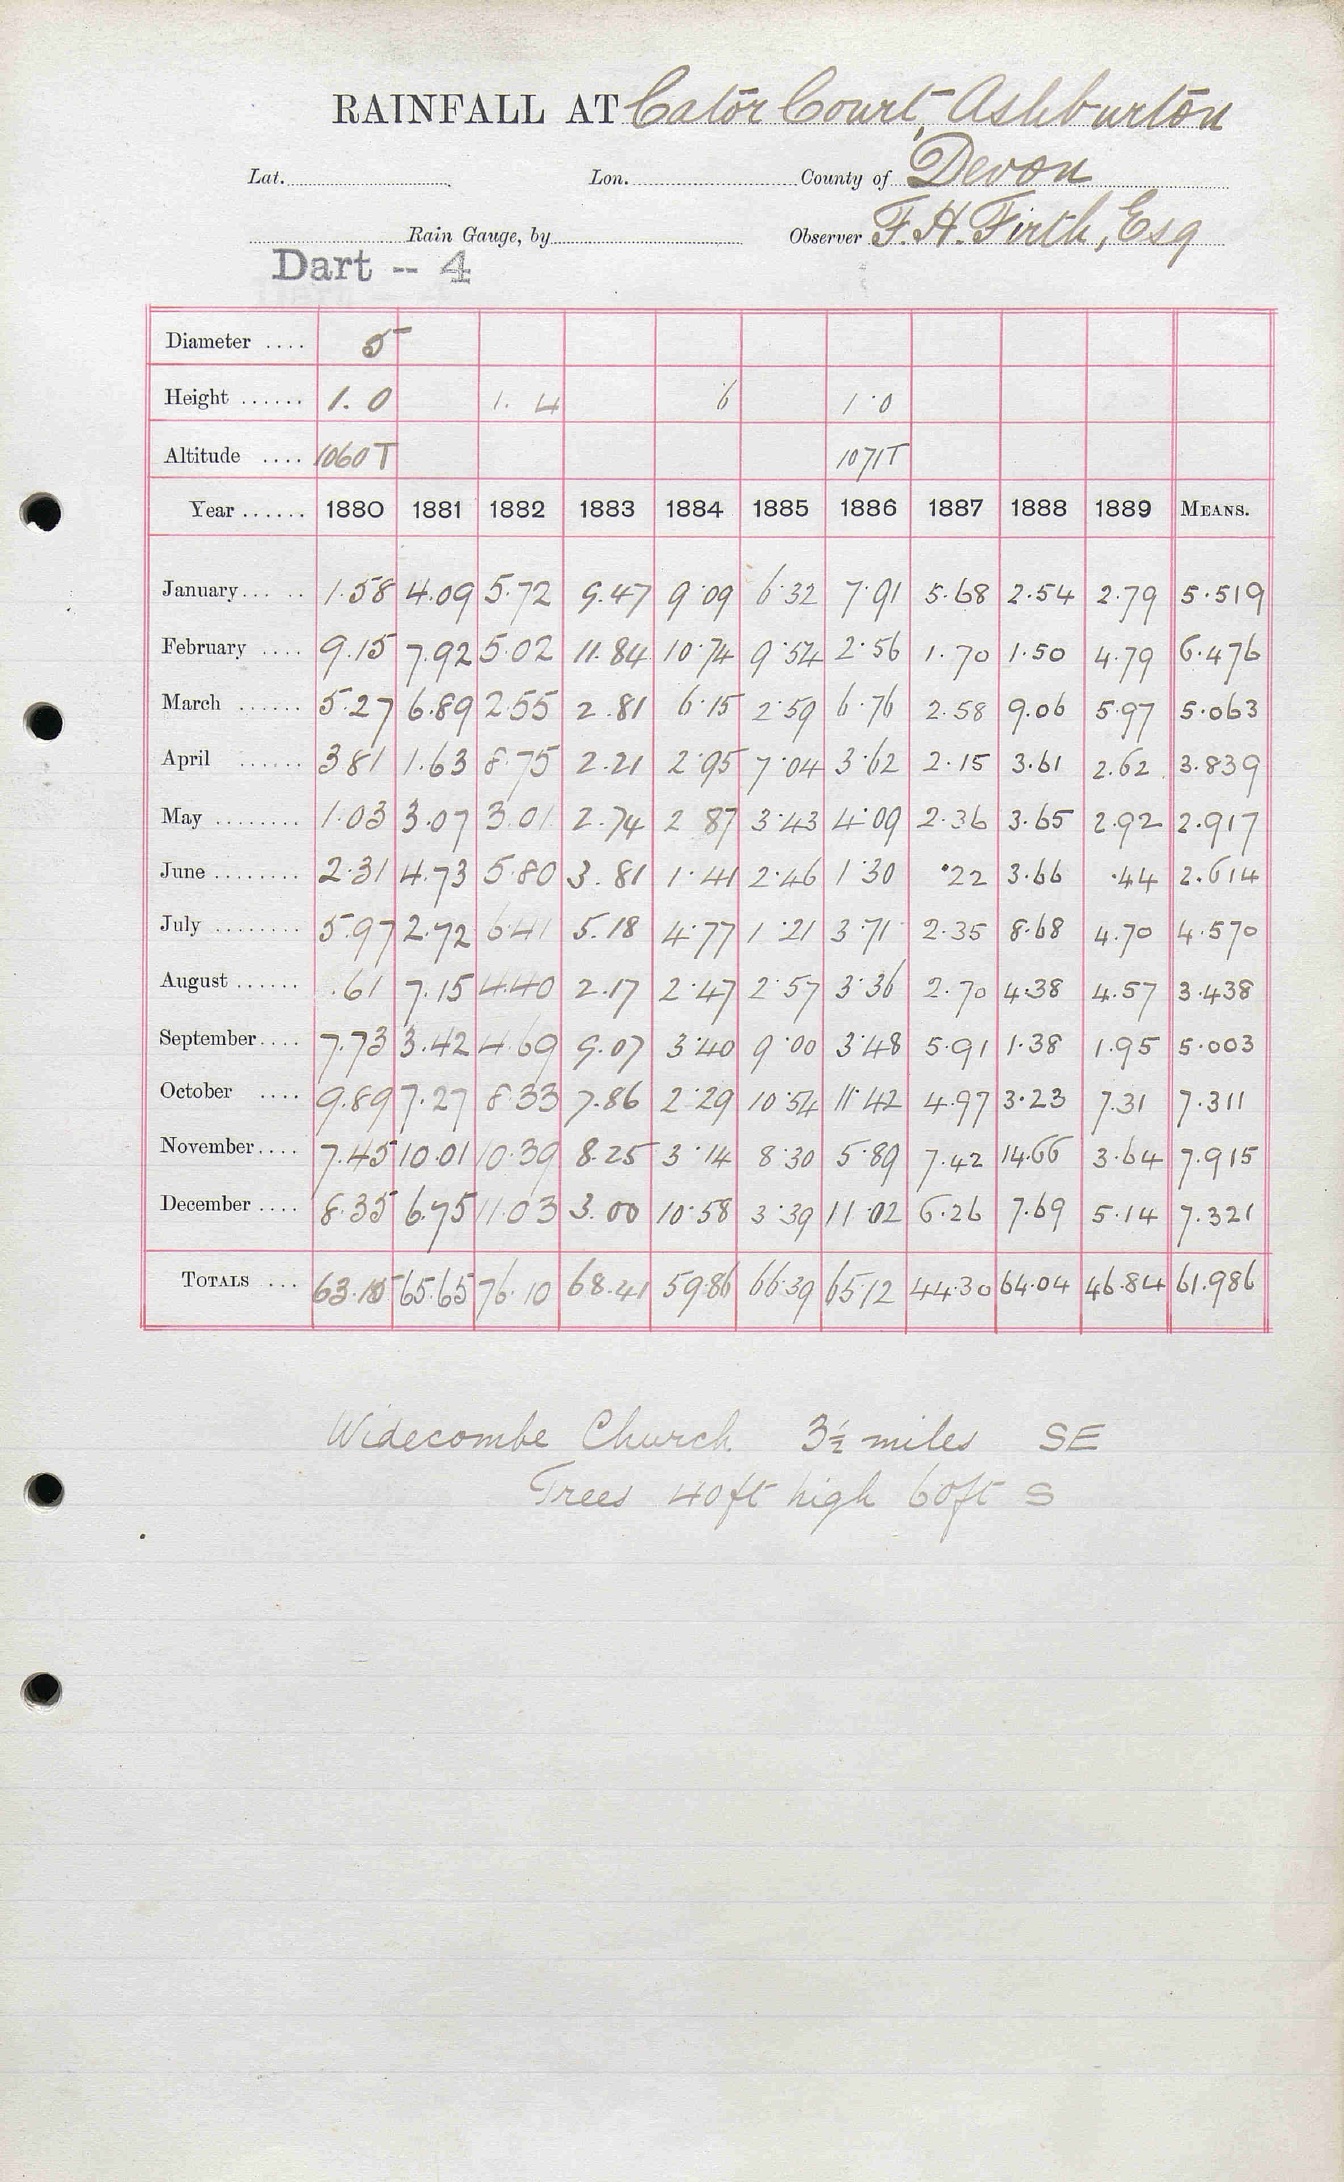 RAINFALL AT Cator Court, Ashburton
Lat. Lon. County of Devon
Rain Gauge, by Observer F. H. Firth, Esq
Dart -- 4
Diameter .... 5
Height ...... 1. 0 1. 4 6 1·0
Altitude .... 1060T 1071T
Year ...... 1880 1881 1882 1883 1884 1885 1886 1887 1888 1889 MEANS.
January... .. 1.58 4.09 5.72 9.47 9·09 6·32 7·91 5.68 2.54 2.79 5.519
February .... 9.15 7.92 5.02 11.84 10·74 9·54 2·56 1.70 1.50 4.79 6.476
March ...... 5.27 6.89 2.55 2.81 6·15 2·59 6·76 2.58 9.06 5.97 5.063
April ...... 3 81 1.63 8.75 2.21 2·95 7·04 3·62 2.15 3.61 2.62 3.839
May ........ 1.03 3.07 3.01 2.74 2 87 3·43 4·09 2.36 3.65 2.92 2.917
June ........ 2.31 4.73 5.80 3.81 1·41 2·46 1·30 ·22 3.66 .44 2.614
July ........ 5.97 2.72 6.41 5.18 4·77 1·21 3·71 2.35 8.68 4.70 4.570
August ...... .61 7.15 4.40 2.17 2·47 2·57 3·36 2.70 4.38 4.57 3.438
September.... 7.73 3.42 4.69 9.07 3·40 9·00 3·48 5.91 1.38 1.95 5.003
October .... 9.89 7.27 8.33 7.86 2·29 10·54 11·42 4.97 3.23 7.31 7.311
November.... 7.45 10.01 10.39 8.25 3·14 8·30 5·89 7.42 14.66 3.64 7.915
December .... 8.35 6.75 11.03 3.00 10·58 3·39 11·02 6.26 7.69 5.14 7.321
TOTALS ... 63.15 65.65 76.10 68.41 59·86 66·39 65·12 44.30 64.04 46.84 61.986
Widecombe Church 3½ miles SE
Trees 40ft high 60ft S